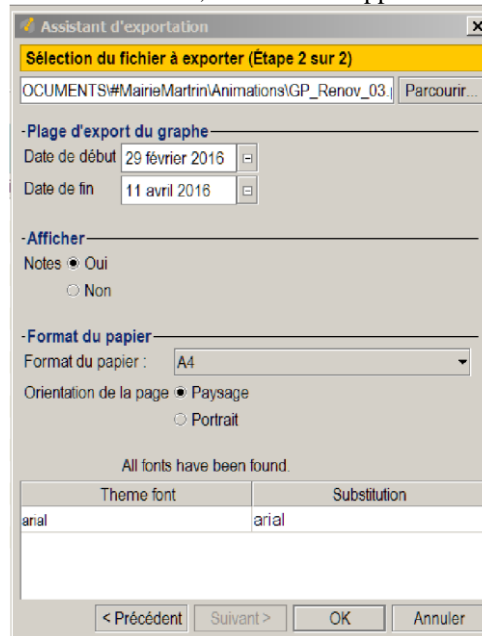 Assistant d'exportation
Sélection du fichier à exporter (Étape 2 sur 2)
OCUMENTS\#MairieMartrin\Animations\GP_Renov_03. Parcourir...
-Plage d'export du graphe
Date de début 29 février 2016
Date de fin 11 avril 2016
-Afficher
Notes Oui
Non
-Format du papier
Format du papier : A4
Orientation de la page Paysage
Portrait
All fonts have been found.
Theme font Substitution
arial arial
< Précédent Suivant > OK Annuler